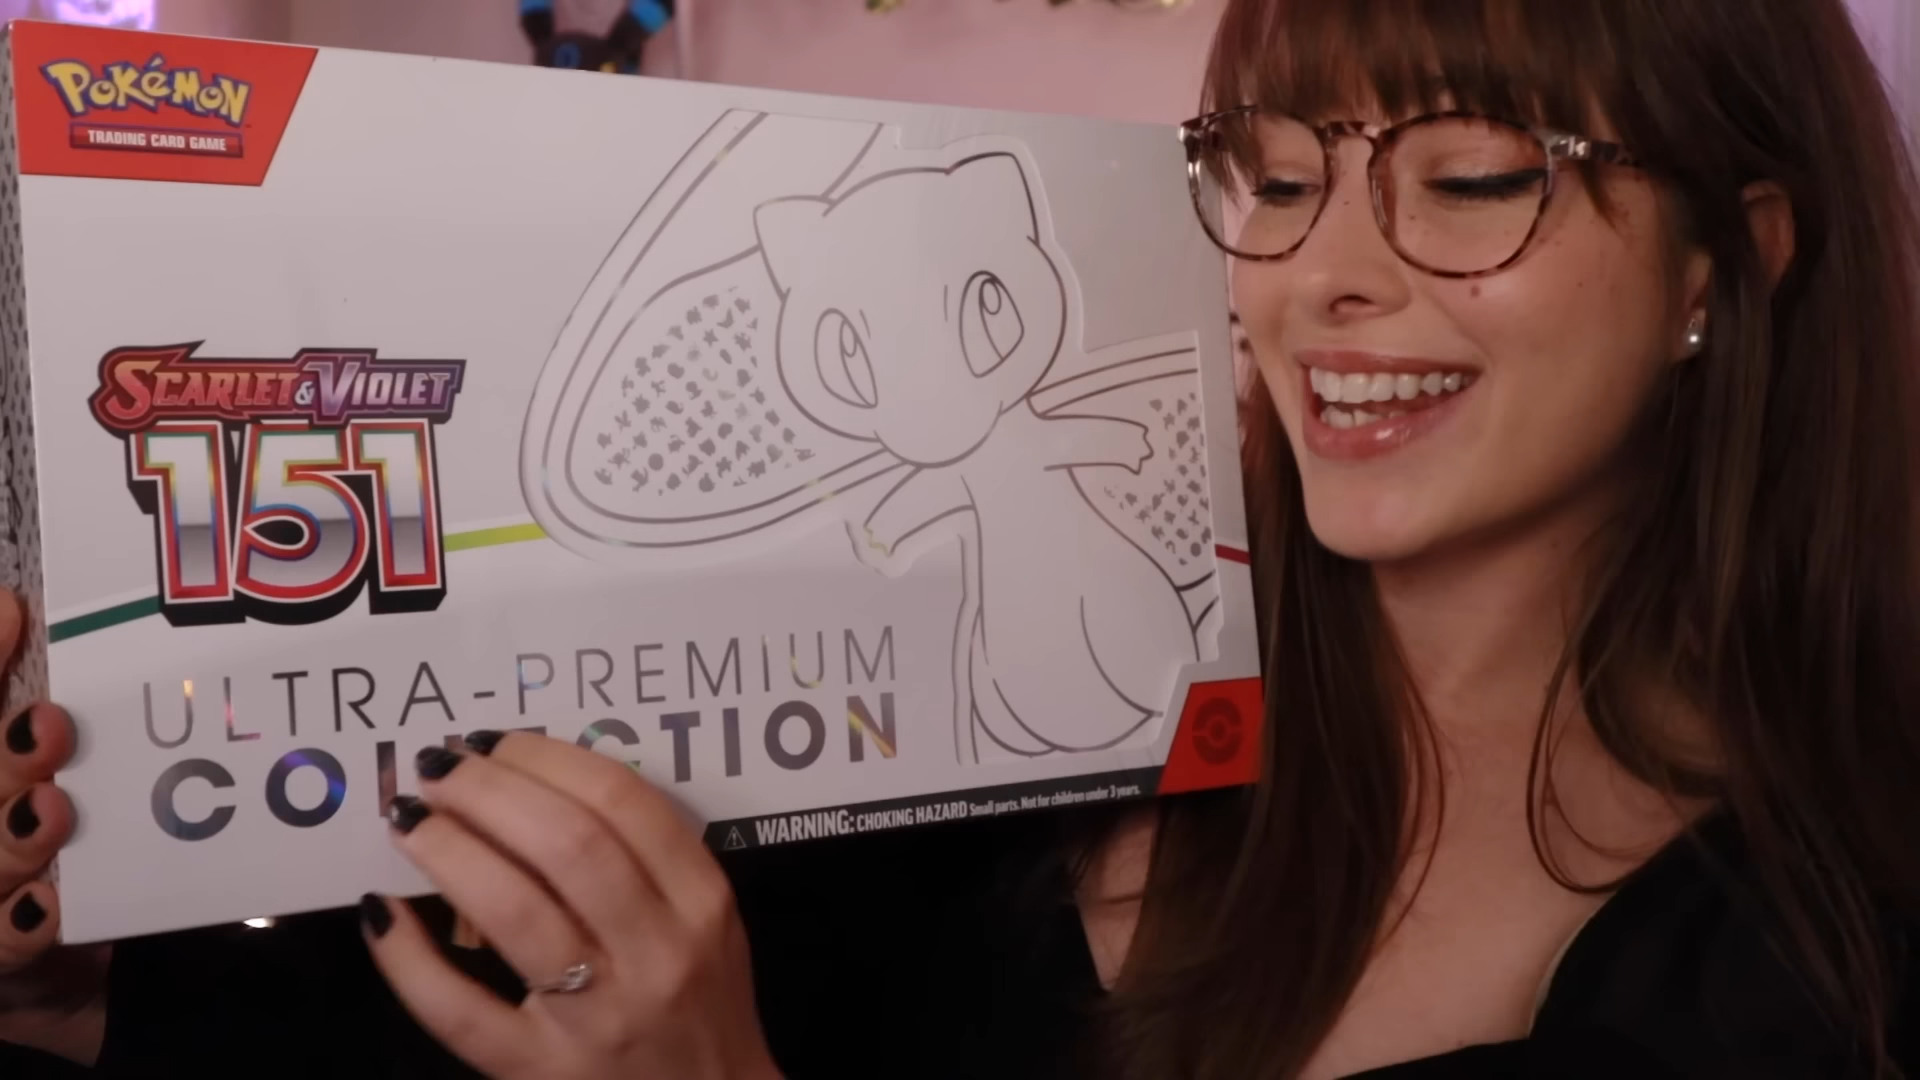 POKéMON
TRADING CARD GAME
SCARLET & VIOLET
151
ULTRA-PREMIUM
COLLECTION
WARNING: CHOKING HAZARD Small parts. Not for children under 3 years.